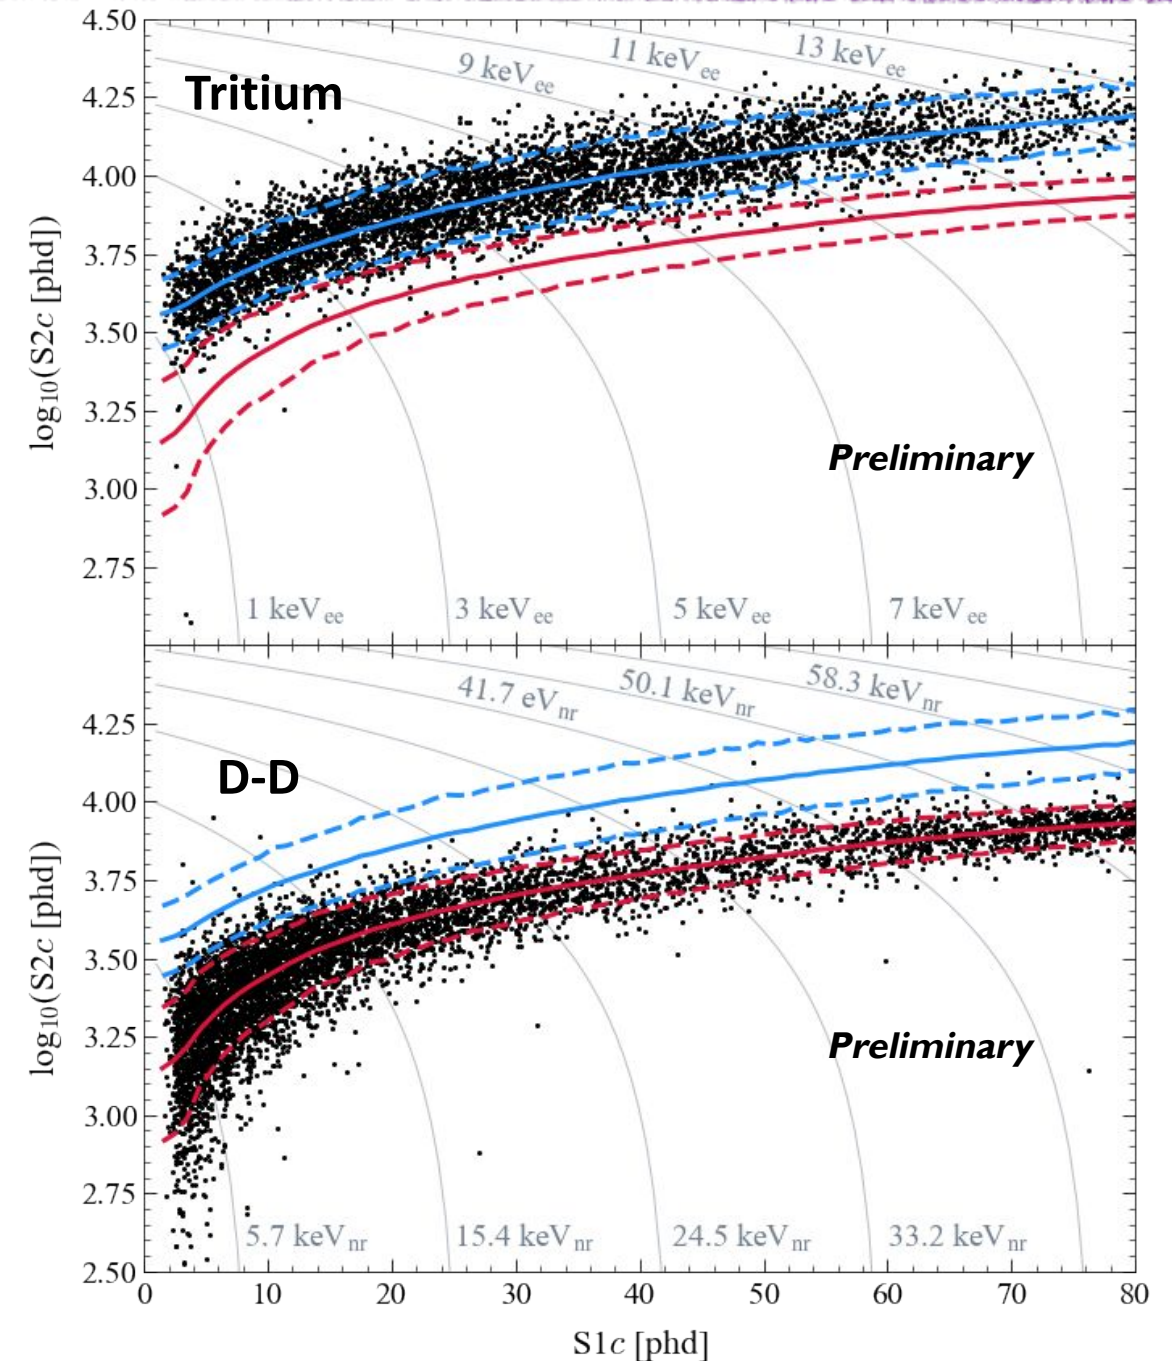 4.50
4.25
4.00
3.75
3.50
3.25
3.00
2.75
log10(S2c [phd])
Tritium
9 keVee
11 keVee
13 keVee
Preliminary
1 keVee
3 keVee
5 keVee
7 keVee
4.25
4.00
3.75
3.50
3.25
3.00
2.75
2.50
log10(S2c [phd])
D-D
41.7 eVnr
50.1 keVnr
58.3 keVnr
Preliminary
5.7 keVnr
15.4 keVnr
24.5 keVnr
33.2 keVnr
0 10 20 30 40 50 60 70 80
S1c [phd]